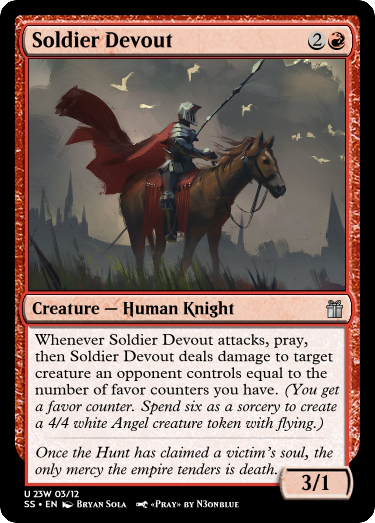 Soldier Devout 2
Creature — Human Knight
Whenever Soldier Devout attacks, pray,
then Soldier Devout deals damage to target
creature an opponent controls equal to the
number of favor counters you have. (You get
a favor counter. Spend six as a sorcery to create
a 4/4 white Angel creature token with flying.)
Once the Hunt has claimed a victim's soul, the
only mercy the empire tenders is death.
3/1
U 23W 03/12
SS • EN Bryan Sola «Pray» by N3onblue